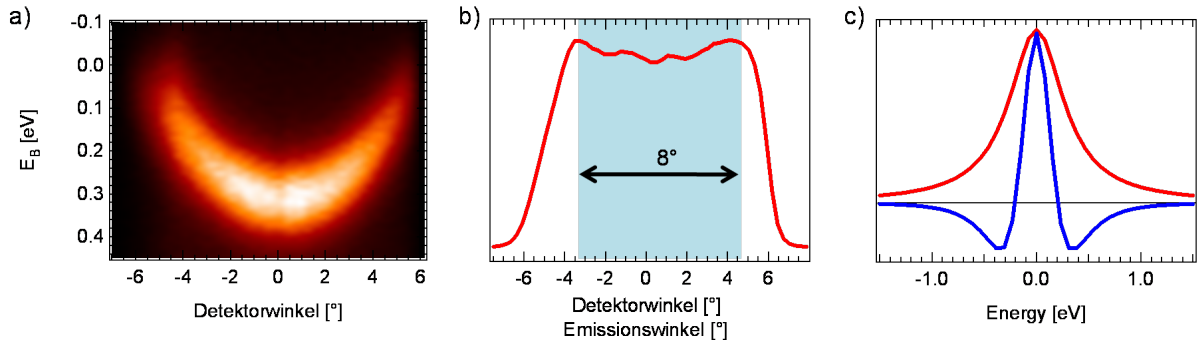 a)
-0.1
0.0
0.1
0.2
0.3
0.4
E_B [eV]
-6 -4 -2 0 2 4 6
Detektorwinkel [°]
b)
8°
-6 -4 -2 0 2 4 6
Detektorwinkel [°]
Emissionswinkel [°]
c)
-1.0 0.0 1.0
Energy [eV]